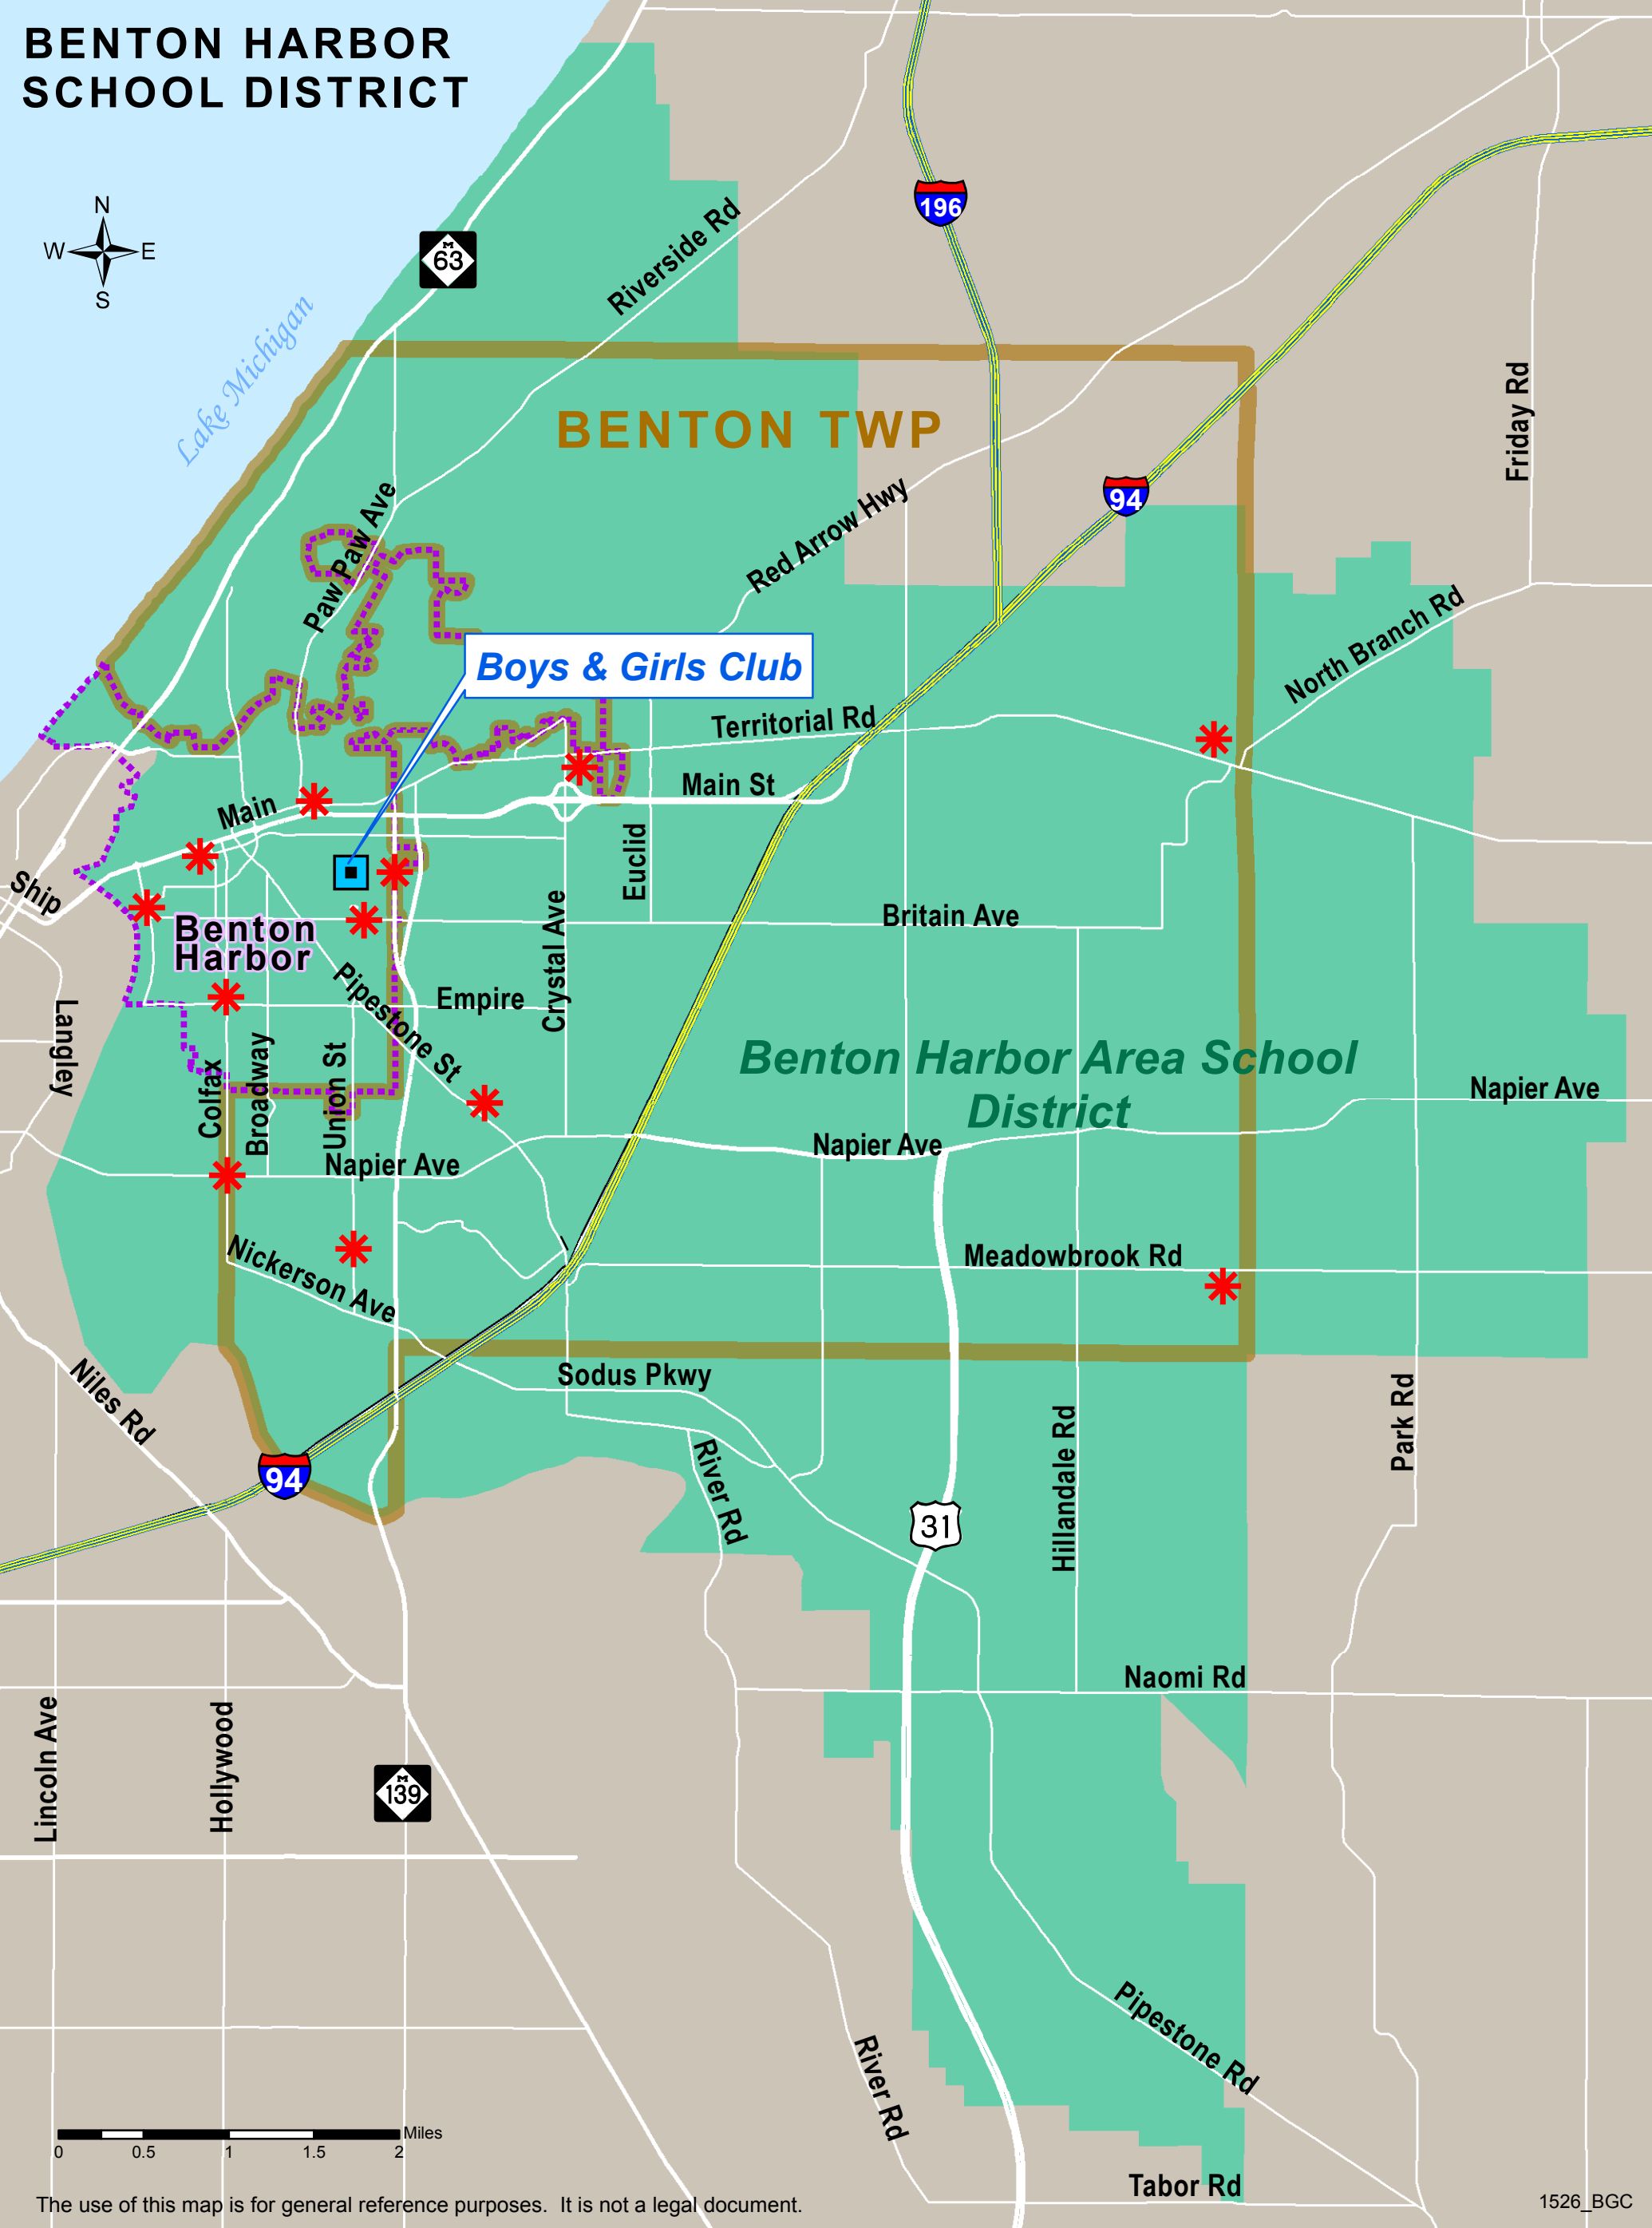 BENTON HARBOR
SCHOOL DISTRICT
196
N
W E
S
M
63
Riverside Rd
Lake Michigan
BENTON TWP
Friday Rd
94
Red Arrow Hwy
Paw Paw Ave
North Branch Rd
Boys & Girls Club
Territorial Rd
Main St
Main
Euclid
Ship
Britain Ave
Benton
Harbor
Crystal Ave
Pipestone St
Empire
Langley
Benton Harbor Area School
District
Colfax
Broadway
Union St
Napier Ave
Napier Ave
Napier Ave
Nickerson Ave
Meadowbrook Rd
Sodus Pkwy
Niles Rd
Park Rd
River Rd
Hillandale Rd
94
31
Naomi Rd
Lincoln Ave
Hollywood
M
139
Pipestone Rd
River Rd
Miles
0 0.5 1 1.5 2
Tabor Rd
The use of this map is for general reference purposes. It is not a legal document.
1526_BGC